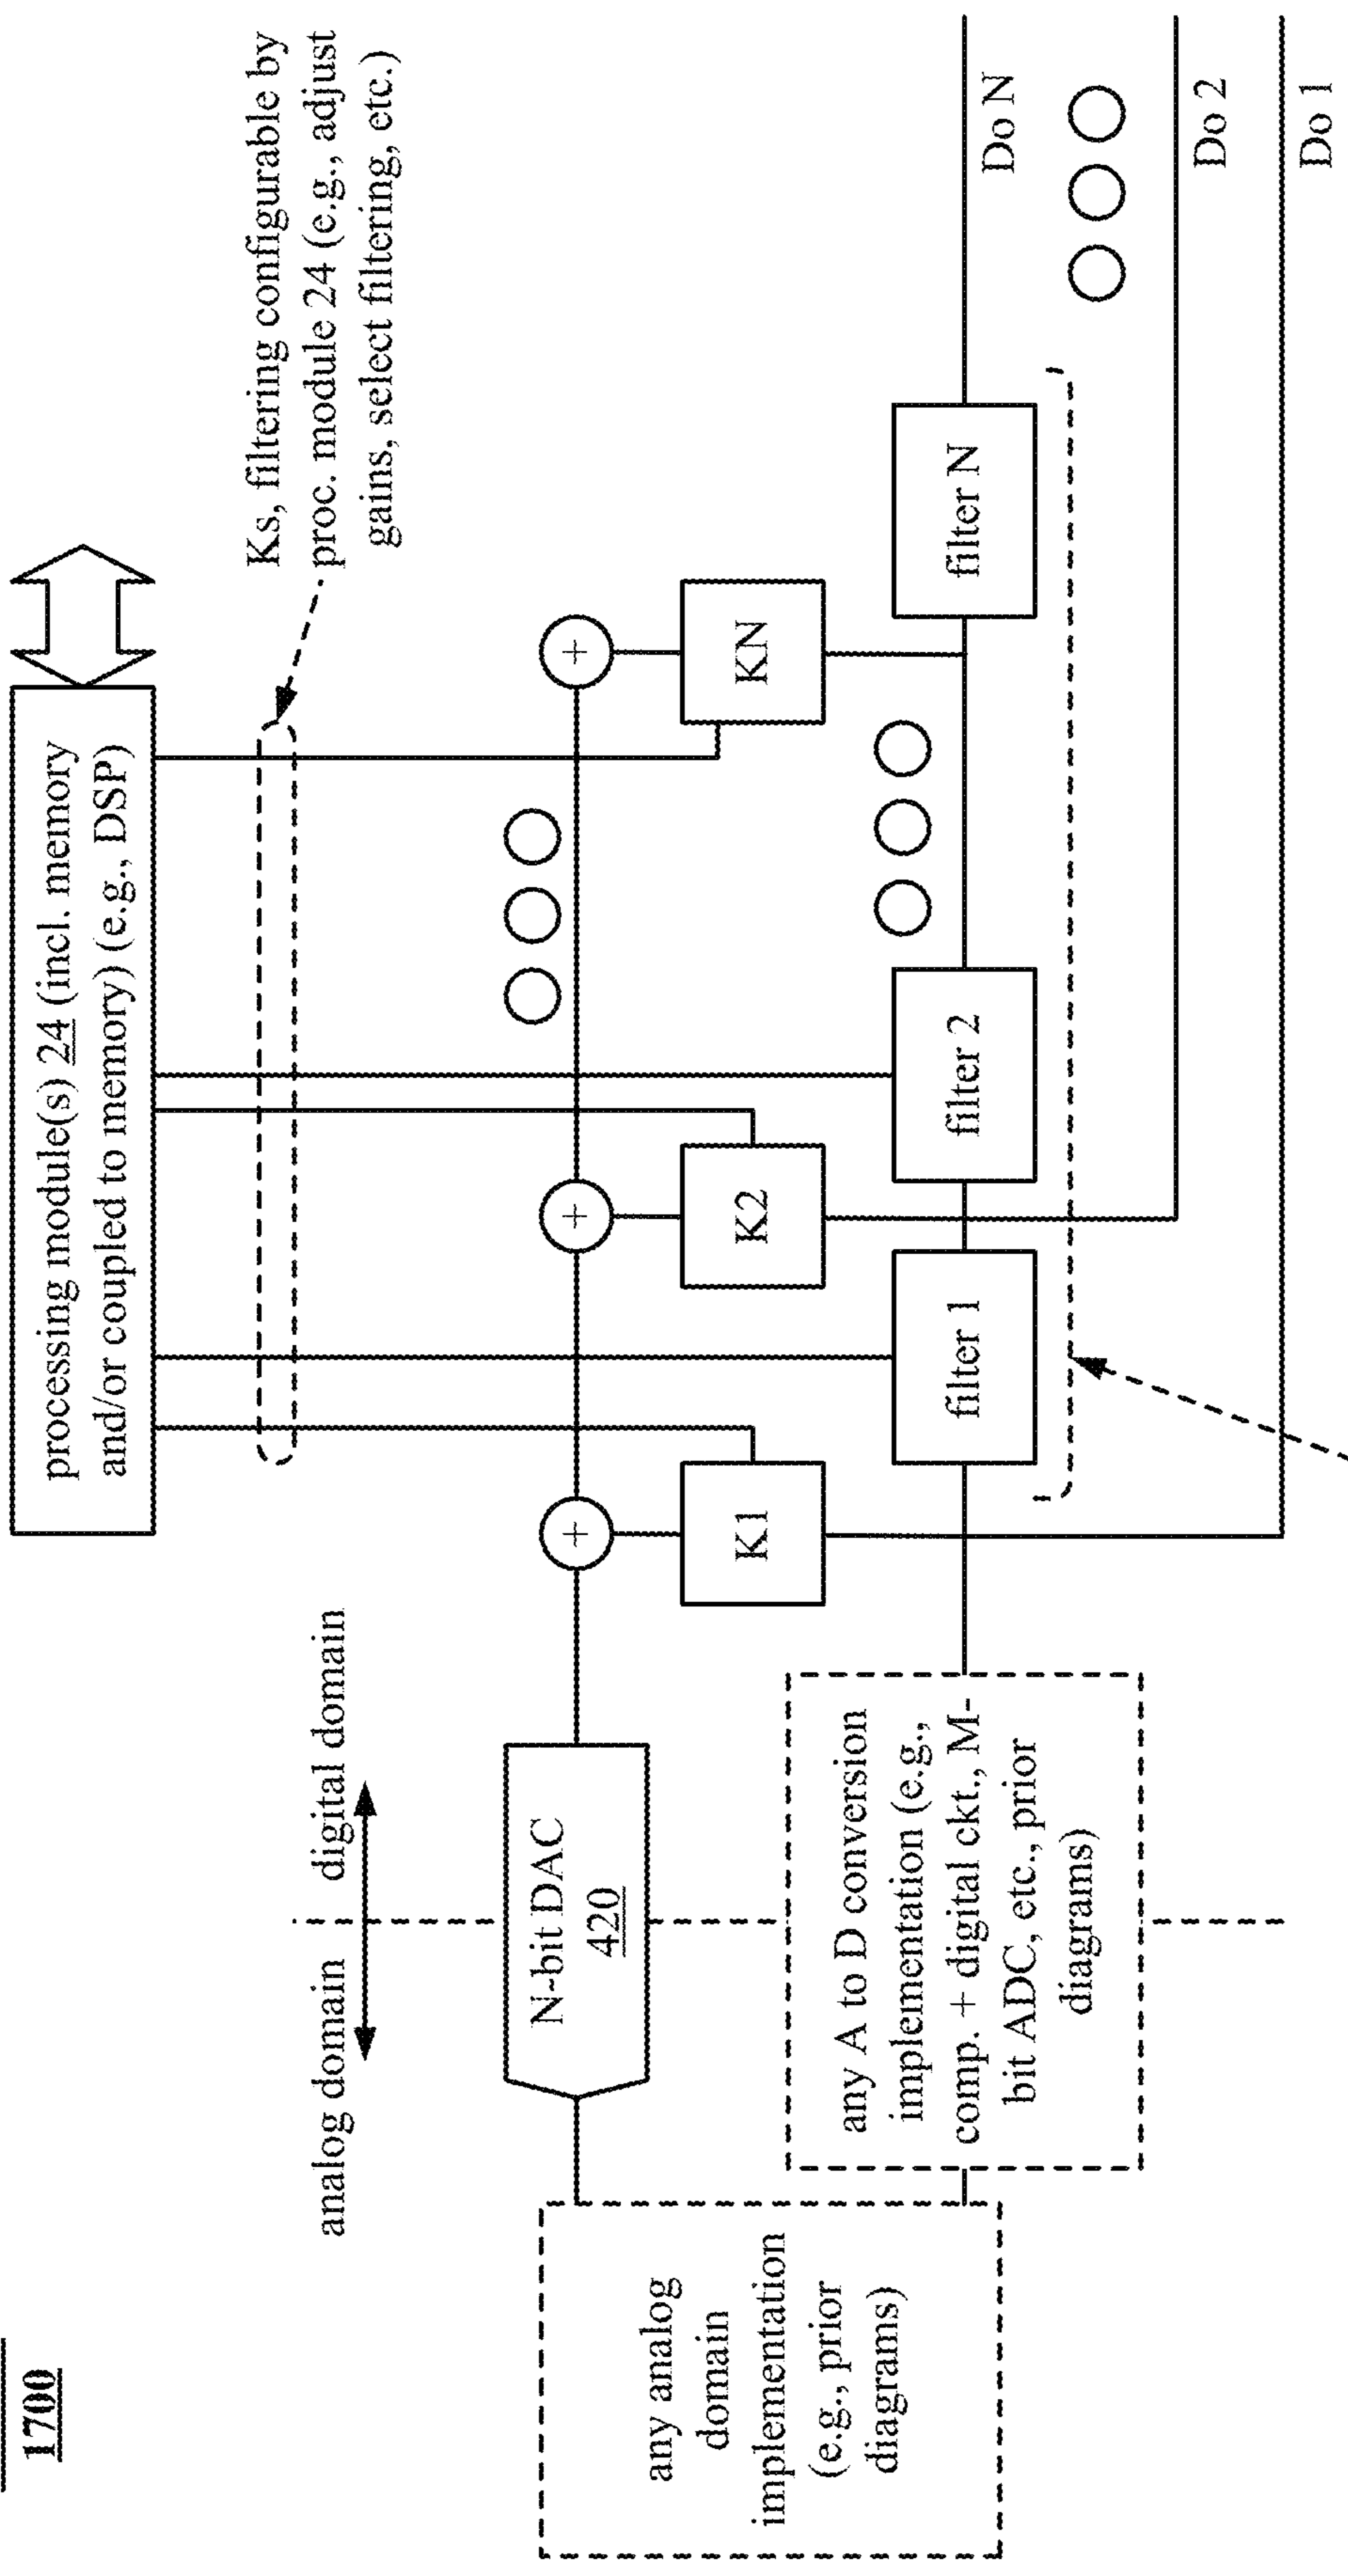 1700
processing module(s) 24 (incl. memory
and/or coupled to memory) (e.g., DSP)
Ks, filtering configurable by
proc. module 24 (e.g., adjust
gains, select filtering, etc.)
analog domain
digital domain
N-bit DAC
420
+
+
+
K1
K2
KN
any analog
domain
implementation
(e.g., prior
diagrams)
any A to D conversion
implementation (e.g.,
comp. + digital ckt., M-
bit ADC, etc., prior
diagrams)
filter 1
filter 2
filter N
Do N
Do 2
Do 1